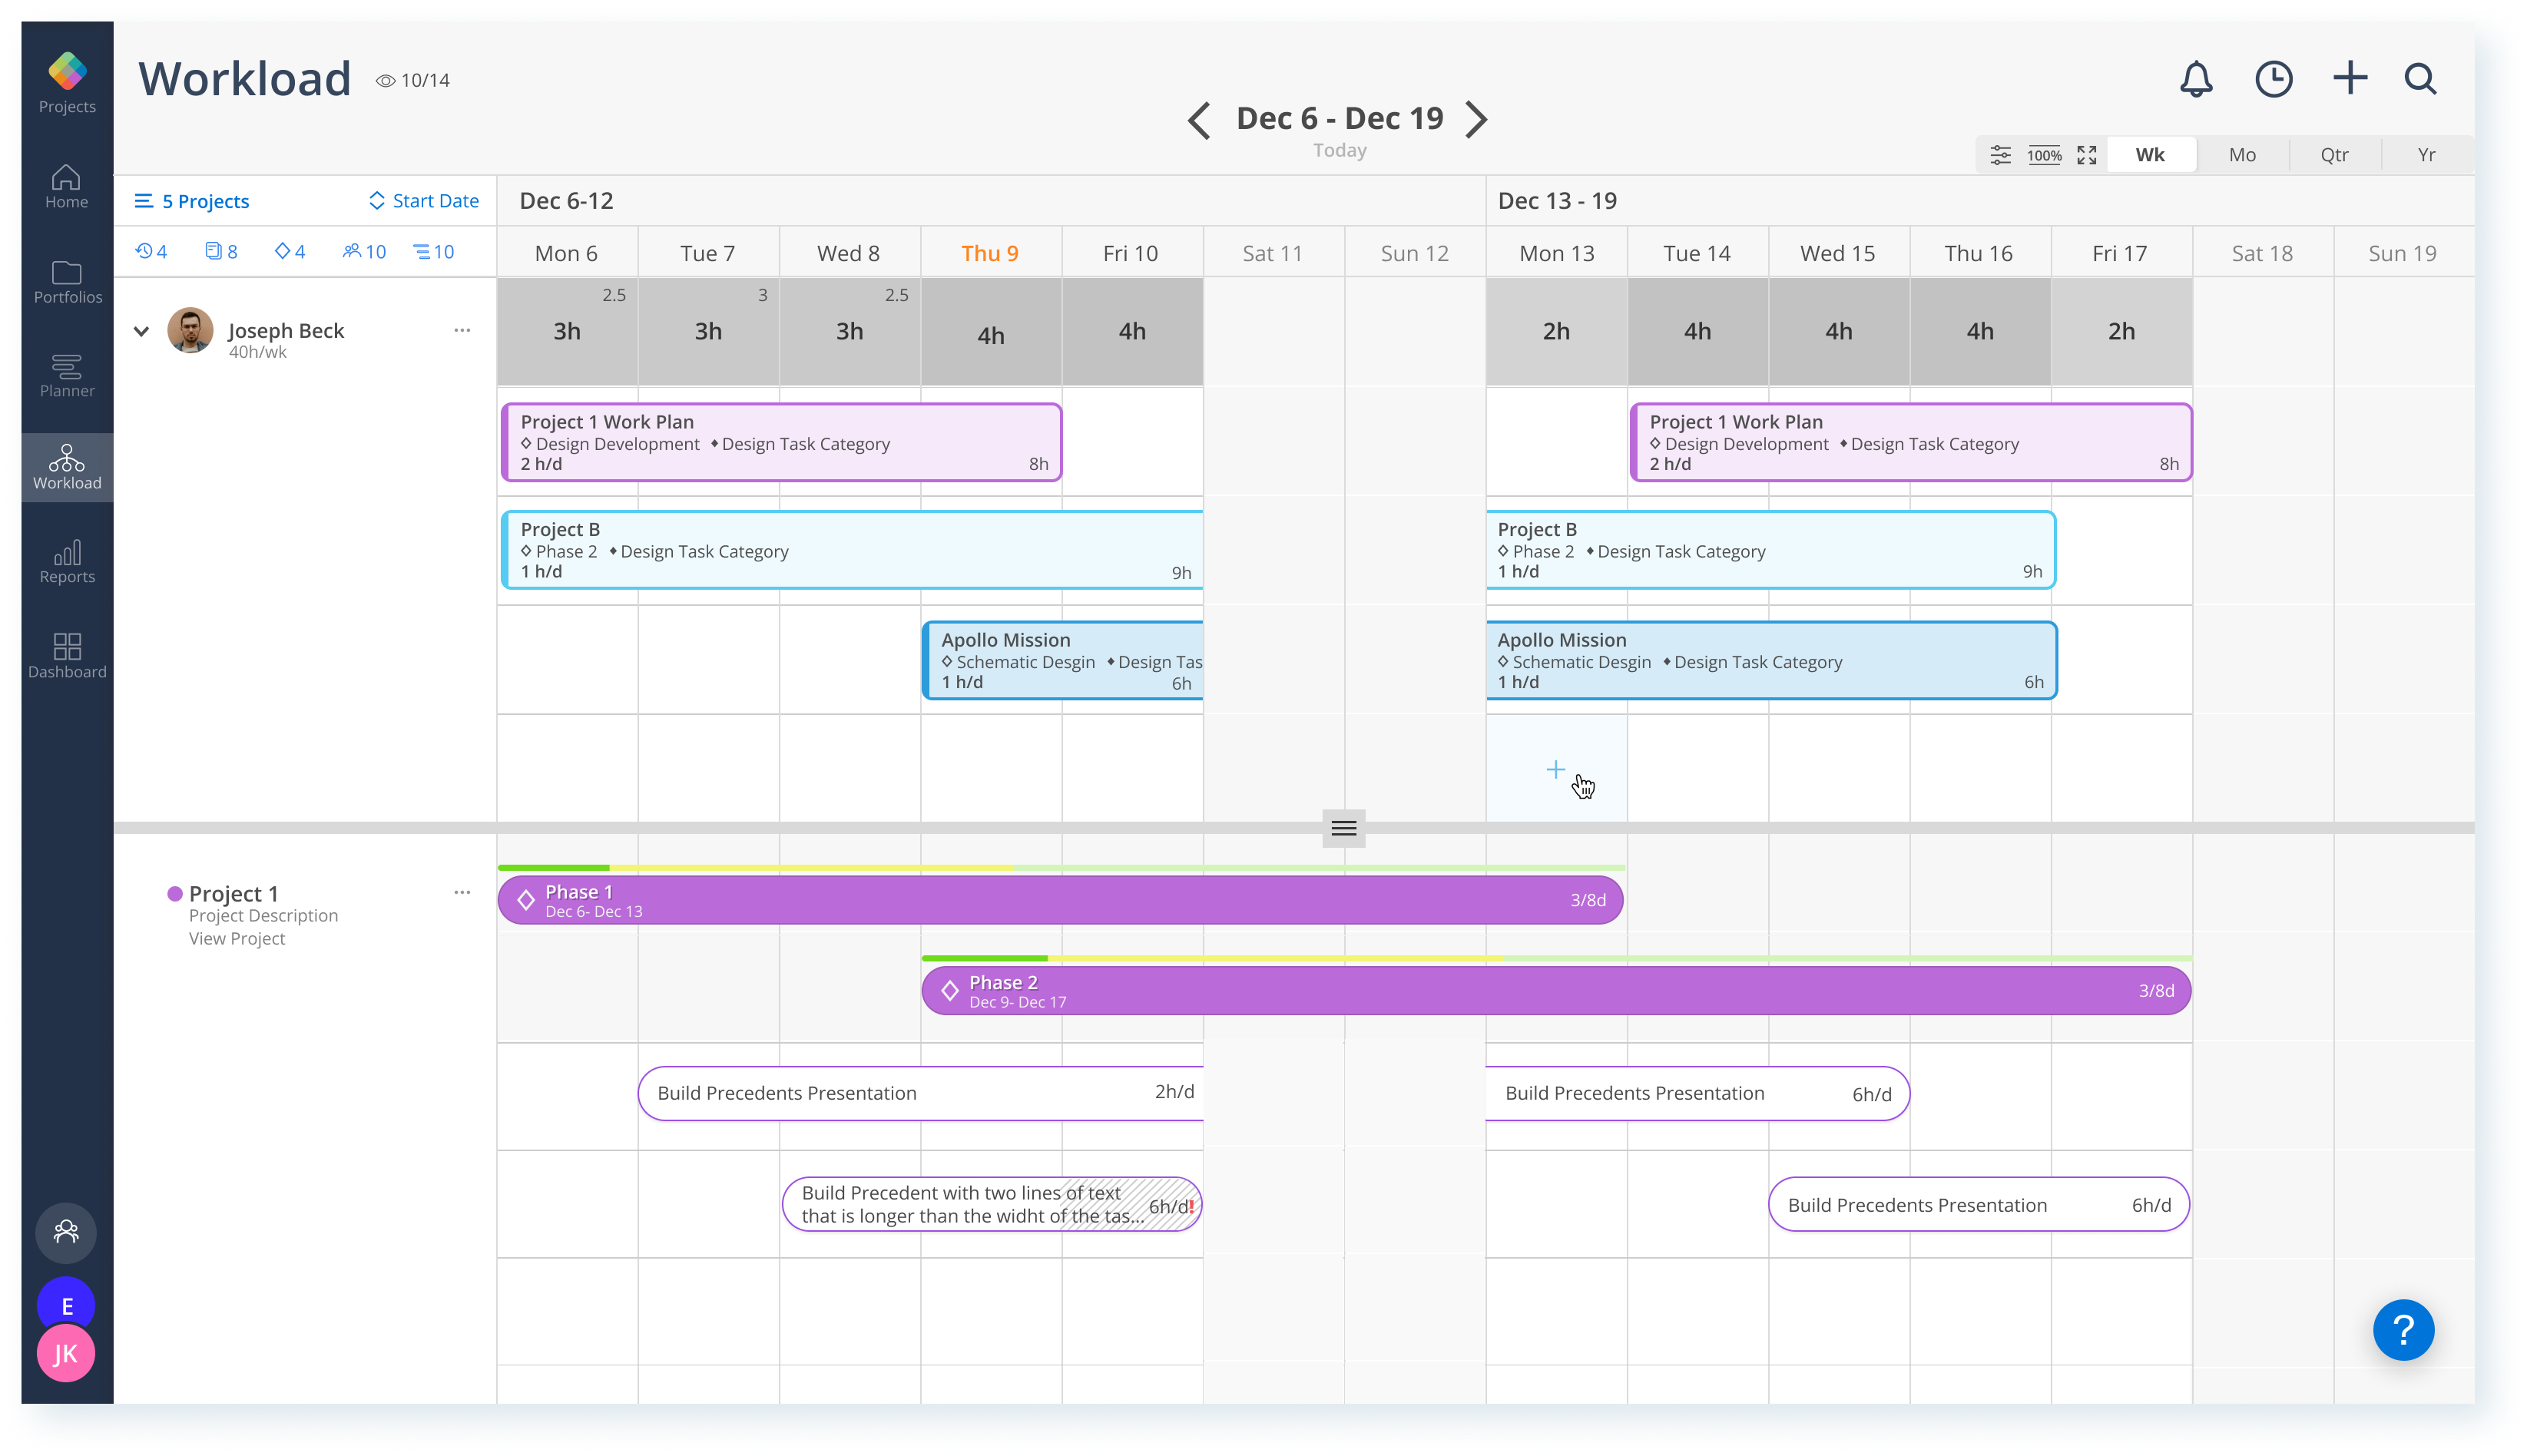 Projects
Home
Portfolios
Planner
Workload
Reports
Dashboard
E
JK
Workload 10/14
Dec 6 - Dec 19
Today
100% Wk Mo Qtr Yr
5 Projects Start Date
Dec 6-12 Dec 13 - 19
4 8 4 10 10
Mon 6 Tue 7 Wed 8 Thu 9 Fri 10 Sat 11 Sun 12 Mon 13 Tue 14 Wed 15 Thu 16 Fri 17 Sat 18 Sun 19
2.5 3 2.5
Joseph Beck
40h/wk
3h 3h 3h 4h 4h 2h 4h 4h 4h 2h
Project 1 Work Plan
Design Development Design Task Category
2 h/d 8h
Project 1 Work Plan
Design Development Design Task Category
2 h/d 8h
Project B
Phase 2 Design Task Category
1 h/d 9h
Project B
Phase 2 Design Task Category
1 h/d 9h
Apollo Mission
Schematic Desgin Design Tas
1 h/d 6h
Apollo Mission
Schematic Desgin Design Task Category
1 h/d 6h
Project 1
Project Description
View Project
Phase 1
Dec 6- Dec 13
3/8d
Phase 2
Dec 9- Dec 17
3/8d
Build Precedents Presentation 2h/d
Build Precedents Presentation 6h/d
Build Precedent with two lines of text
that is longer than the widht of the tas...
6h/d!
Build Precedents Presentation 6h/d
?